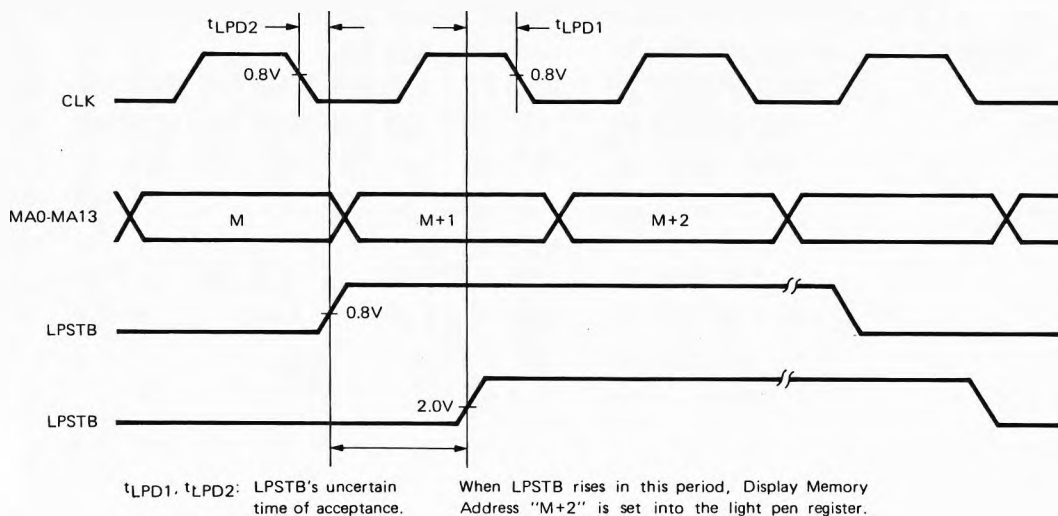 tLPD2 tLPD1
0.8V 0.8V
CLK
MA0-MA13 M M+1 M+2
0.8V
LPSTB
2.0V
LPSTB
tLPD1, tLPD2: LPSTB's uncertain
time of acceptance.
When LPSTB rises in this period, Display Memory
Address "M+2" is set into the light pen register.